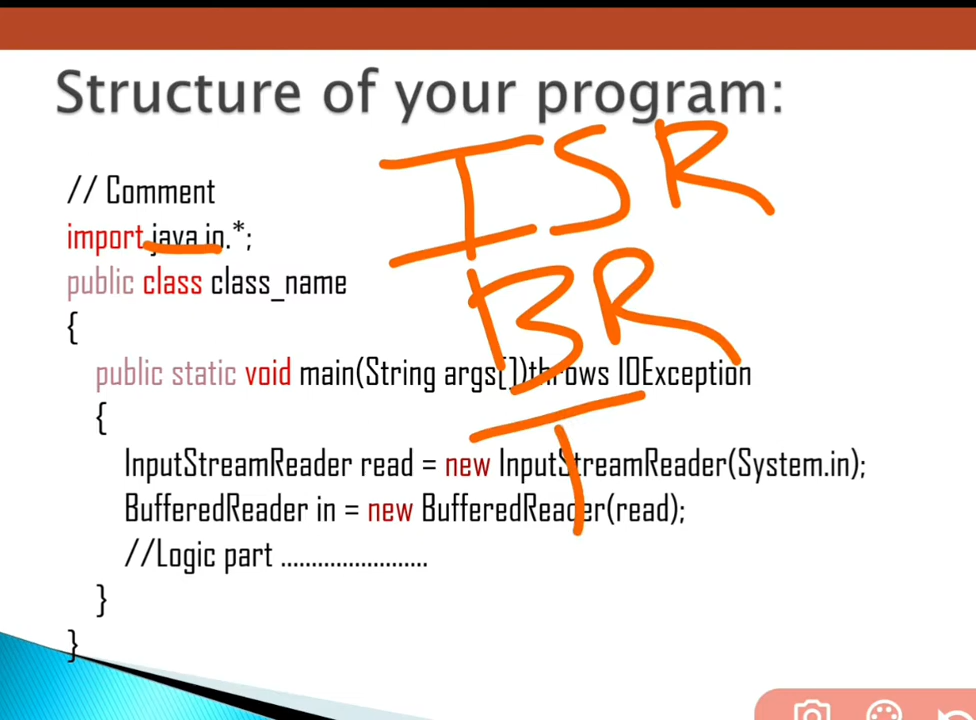 Structure of your program:
ISR
// Comment
import java.io.*;
public class class_name
BR
{
public static void main(String args[])throws IOException
{
T
InputStreamReader read = new InputStreamReader(System.in);
BufferedReader in = new BufferedReader(read);
//Logic part ........................
}
}